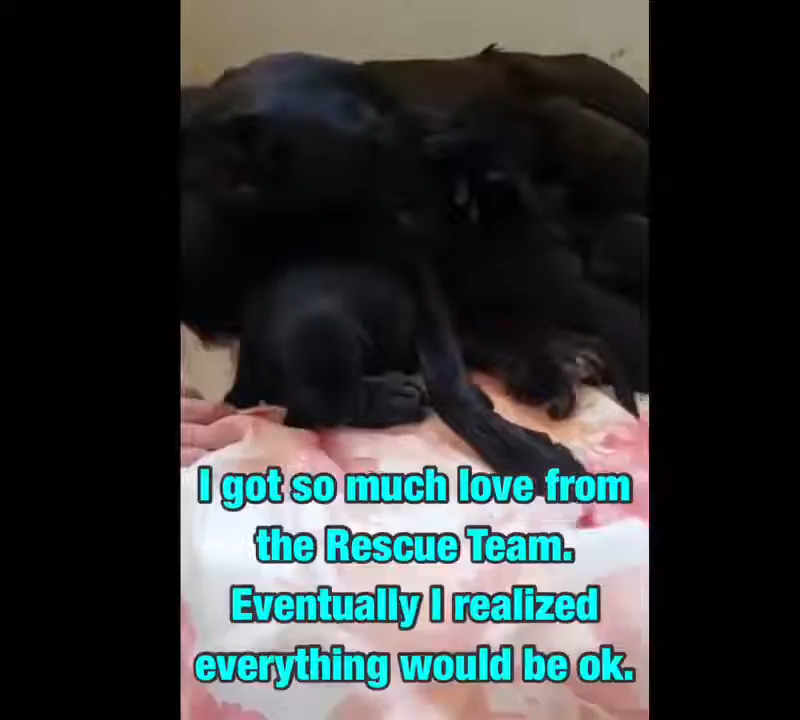 I got so much love from
the Rescue Team.
Eventually I realized
everything would be ok.